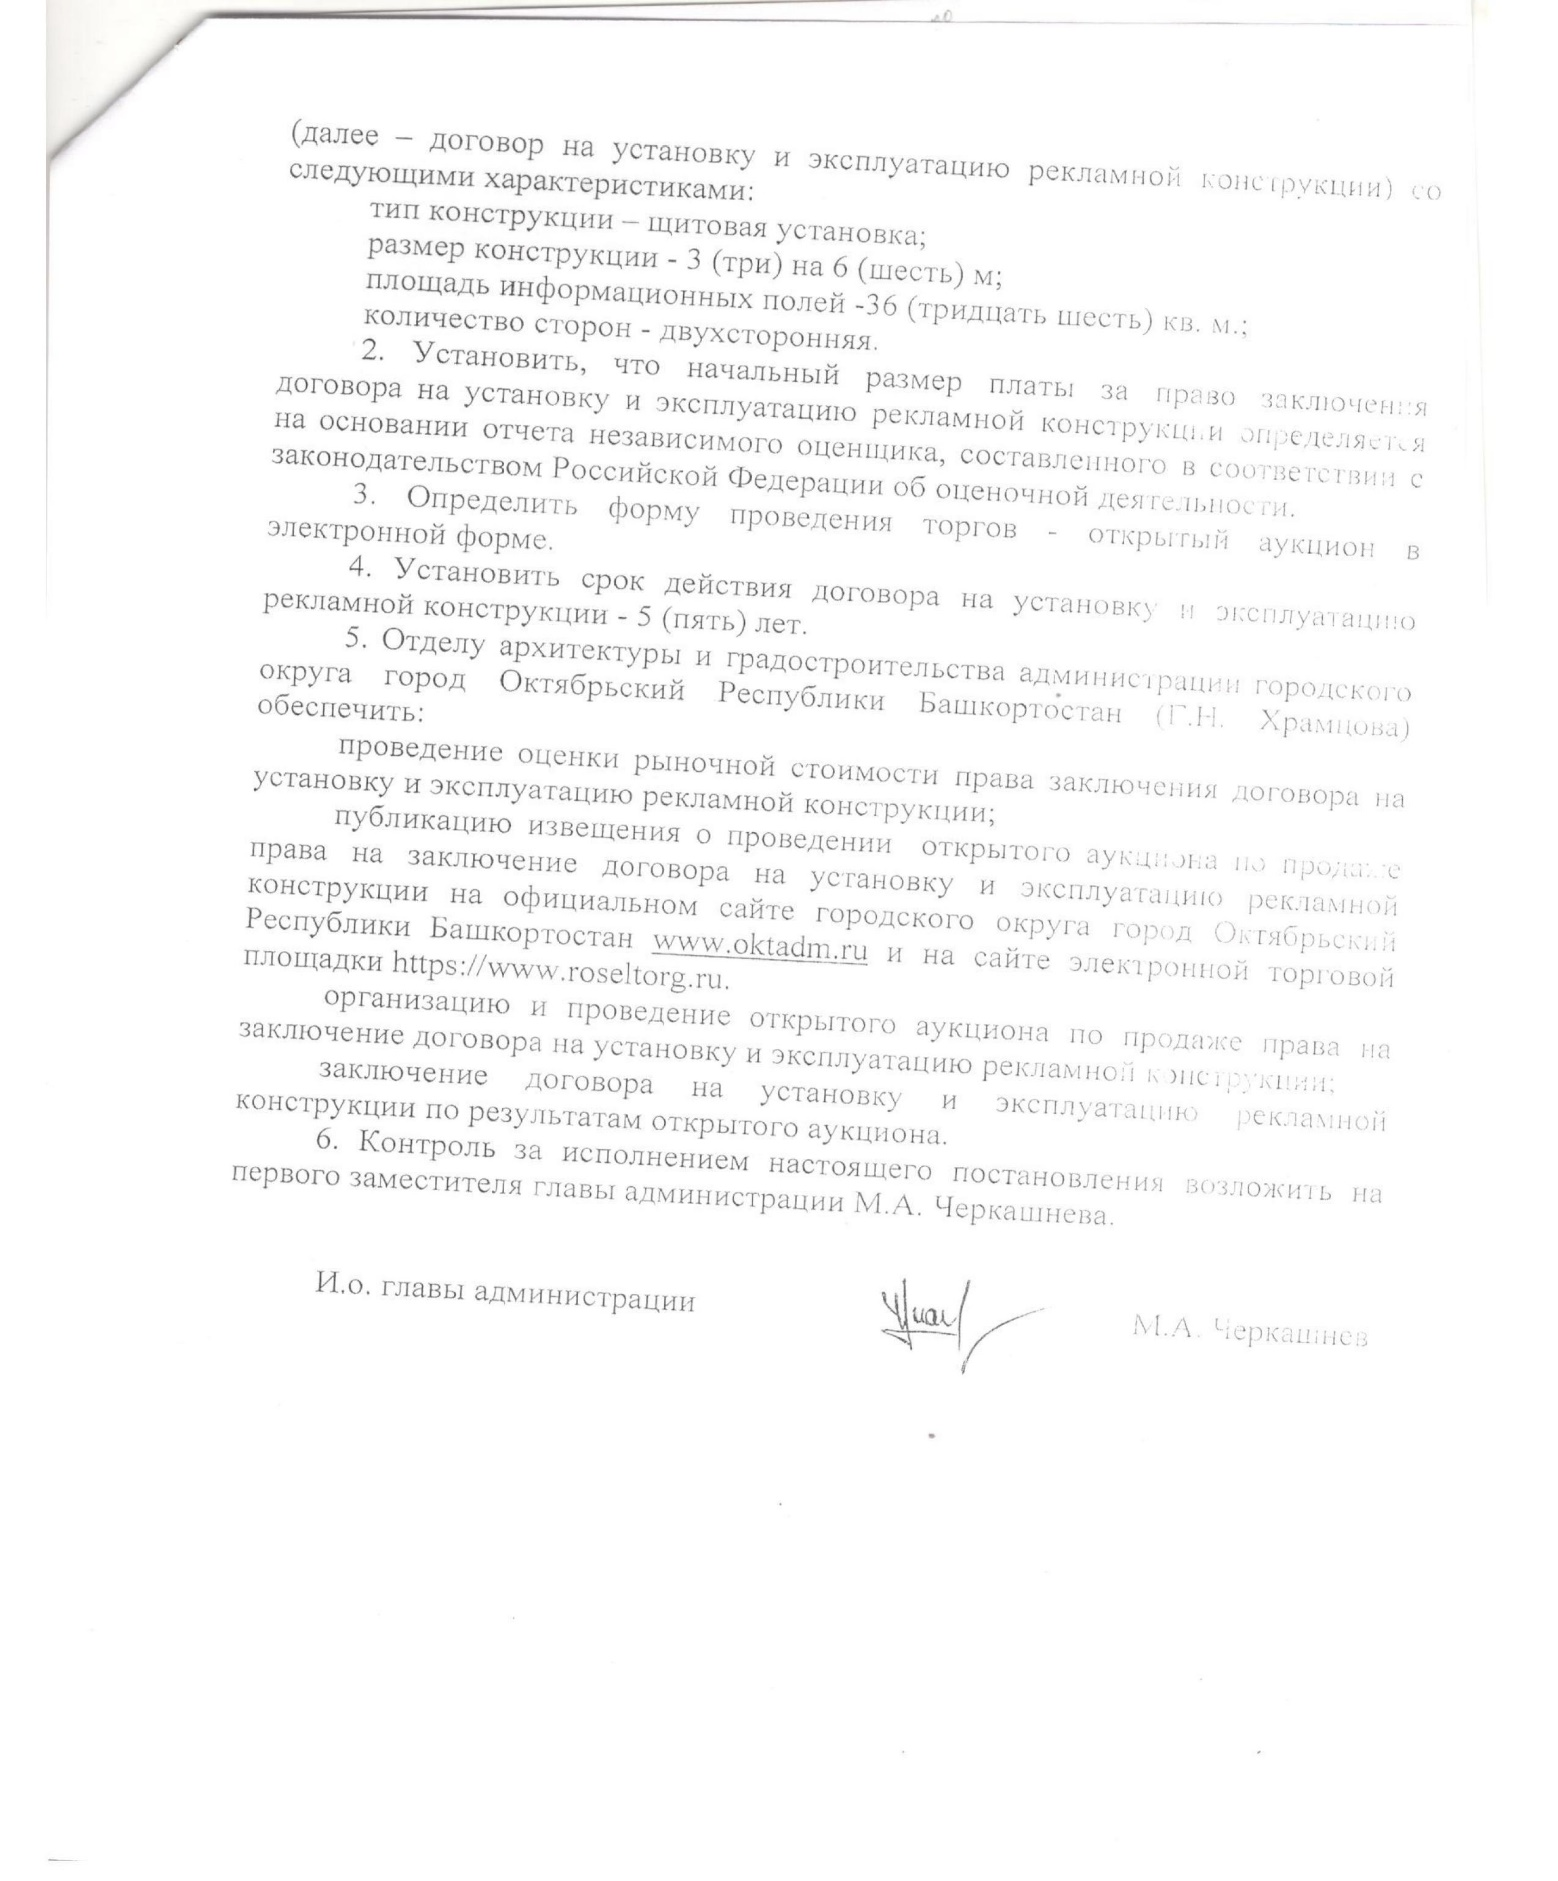 (далее – договор на установку и эксплуатацию рекламной конструкции) со
следующими характеристиками:
тип конструкции – щитовая установка;
размер конструкции - 3 (три) на 6 (шесть) м;
площадь информационных полей -36 (тридцать шесть) кв. м.;
количество сторон - двухсторонняя.
2. Установить, что начальный размер платы за право заключения
договора на установку и эксплуатацию рекламной конструкции определяется
на основании отчета независимого оценщика, составленного в соответствии с
законодательством Российской Федерации об оценочной деятельности.
3. Определить форму проведения торгов - открытый аукцион в
электронной форме.
4. Установить срок действия договора на установку и эксплуатацию
рекламной конструкции - 5 (пять) лет.
5. Отделу архитектуры и градостроительства администрации городского
округа город Октябрьский Республики Башкортостан (Г.Н. Храмцова)
обеспечить:
проведение оценки рыночной стоимости права заключения договора на
установку и эксплуатацию рекламной конструкции;
публикацию извещения о проведении открытого аукциона по продаже
права на заключение договора на установку и эксплуатацию рекламной
конструкции на официальном сайте городского округа город Октябрьский
Республики Башкортостан www.oktadm.ru и на сайте электронной торговой
площадки https://www.roseltorg.ru.
организацию и проведение открытого аукциона по продаже права на
заключение договора на установку и эксплуатацию рекламной конструкции;
заключение договора на установку и эксплуатацию рекламной
конструкции по результатам открытого аукциона.
6. Контроль за исполнением настоящего постановления возложить на
первого заместителя главы администрации М.А. Черкашнева.
И.о. главы администрации
М.А. Черкашнев